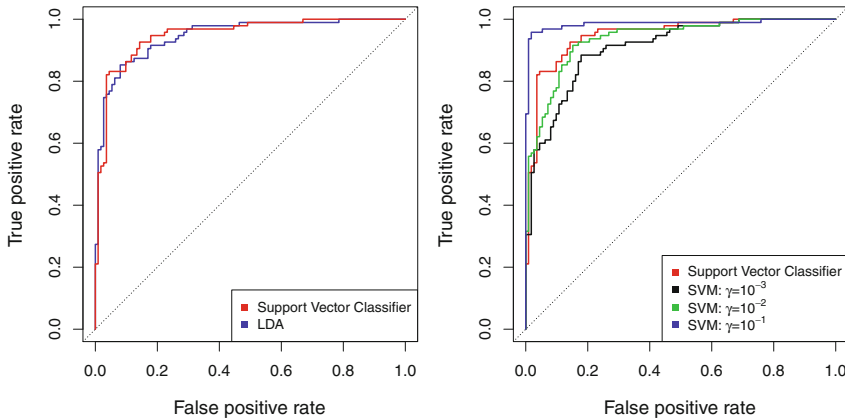 True positive rate
1.0
0.8
0.6
0.4
0.2
0.0
Support Vector Classifier
LDA
0.0 0.2 0.4 0.6 0.8 1.0
False positive rate
True positive rate
1.0
0.8
0.6
0.4
0.2
0.0
Support Vector Classifier
SVM: γ=10⁻³
SVM: γ=10⁻²
SVM: γ=10⁻¹
0.0 0.2 0.4 0.6 0.8 1.0
False positive rate